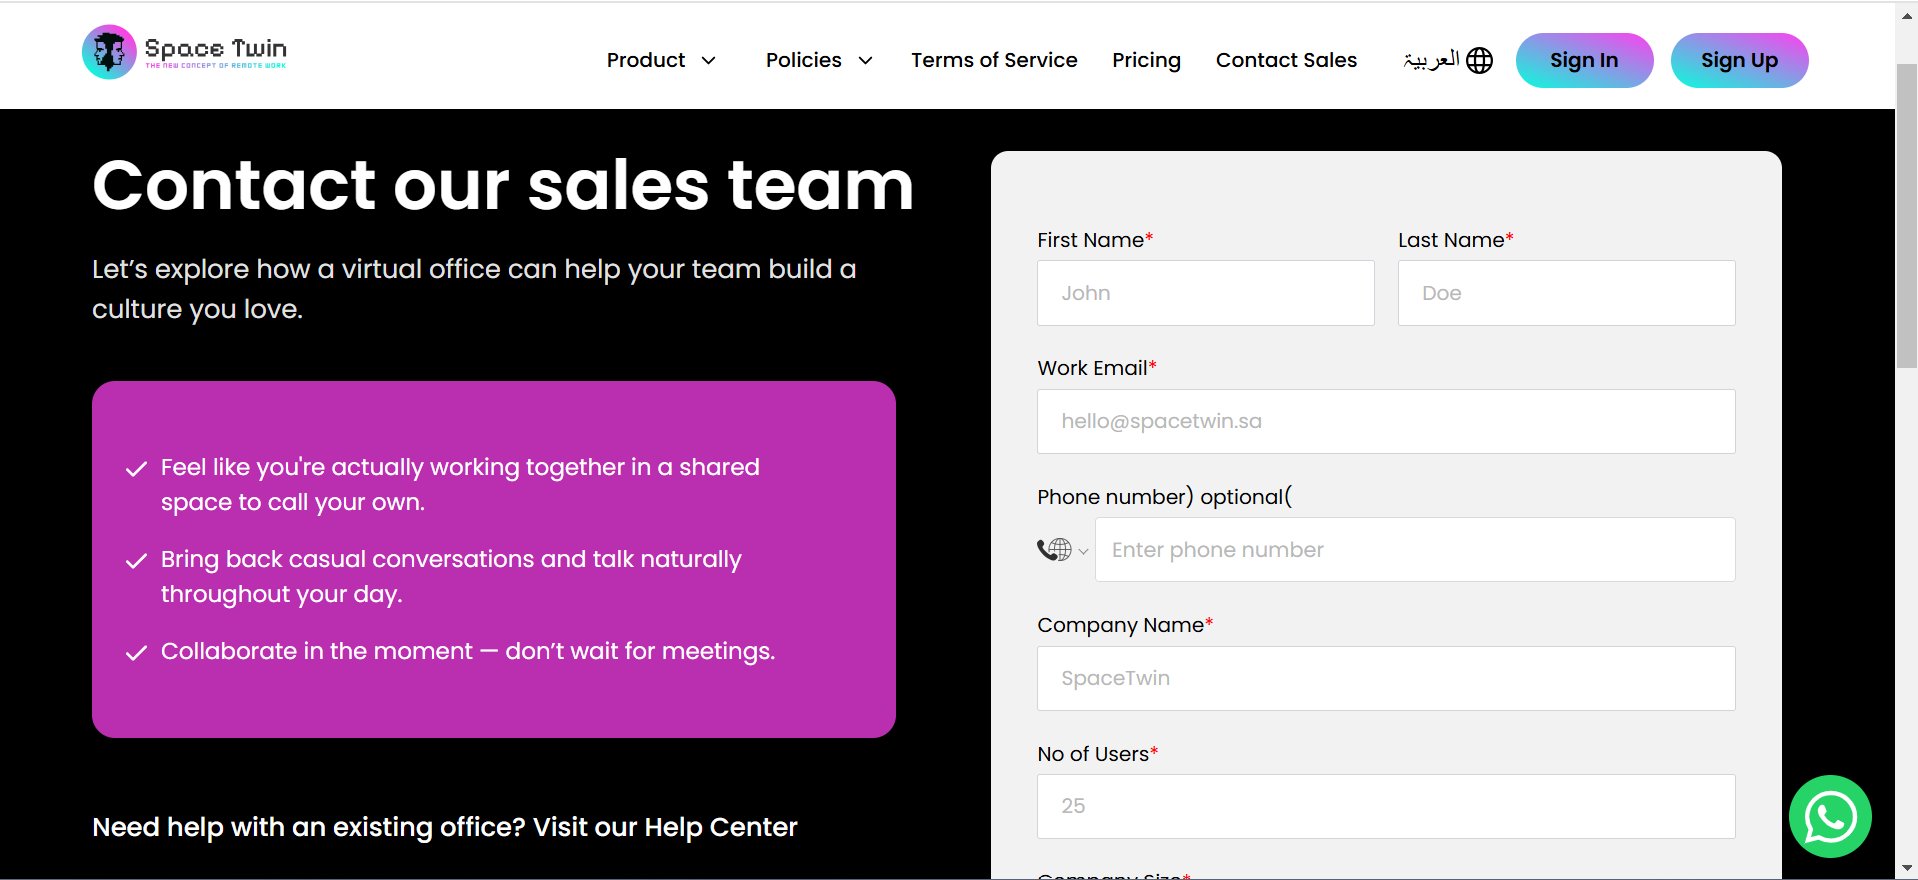 Space Twin
THE NEW CONCEPT OF REMOTE WORK
Product
Policies
Terms of Service
Pricing
Contact Sales
العربية
Sign In
Sign Up
Contact our sales team
Let’s explore how a virtual office can help your team build a
culture you love.
Feel like you're actually working together in a shared
space to call your own.
Bring back casual conversations and talk naturally
throughout your day.
Collaborate in the moment — don’t wait for meetings.
Need help with an existing office? Visit our Help Center
First Name*
John
Last Name*
Doe
Work Email*
hello@spacetwin.sa
Phone number) optional(
Enter phone number
Company Name*
SpaceTwin
No of Users*
25
Company Size*